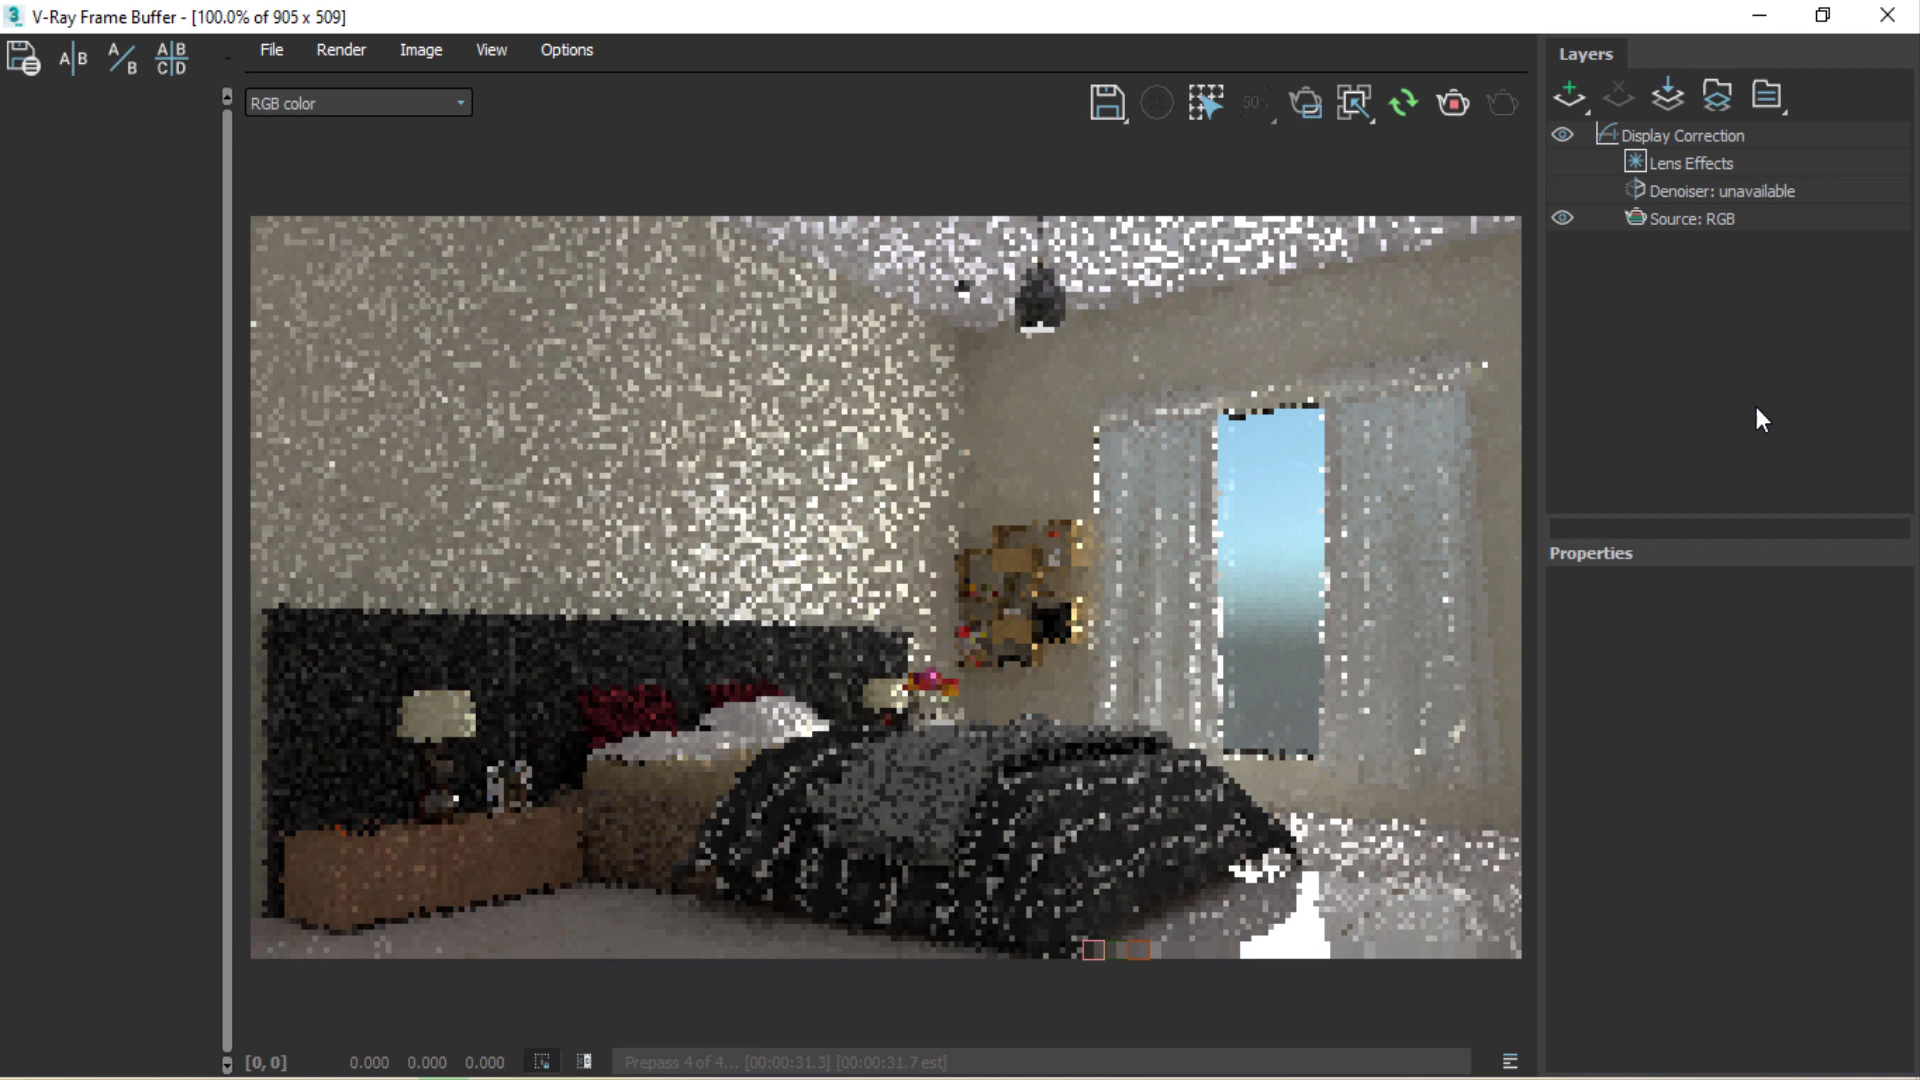 V-Ray Frame Buffer - [100.0% of 905 x 509]
A|B
A/B
A B
C D
File Render Image View Options
RGB color
50%
Layers
Display Correction
Lens Effects
Denoiser: unavailable
Source: RGB
Properties
[0, 0] 0.000 0.000 0.000
Prepass 4 of 4... [00:00:31.3] [00:00:31.7 est]